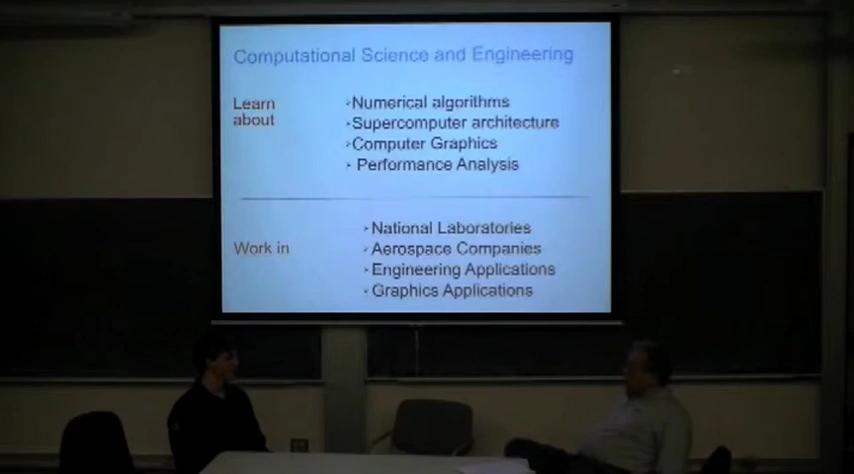 Computational Science and Engineering
Learn about
Numerical algorithms
Supercomputer architecture
Computer Graphics
Performance Analysis
Work in
National Laboratories
Aerospace Companies
Engineering Applications
Graphics Applications